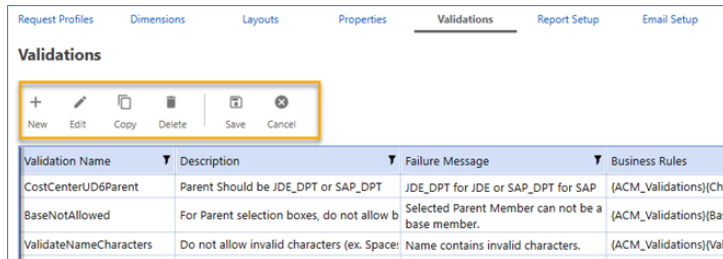 Request Profiles Dimensions Layouts Properties Validations Report Setup Email Setup
Validations
New Edit Copy Delete Save Cancel
Validation Name Description Failure Message Business Rules
CostCenterUD6Parent Parent Should be JDE_DPT or SAP_DPT JDE_DPT for JDE or SAP_DPT for SAP {ACM_Validations}{Ch
BaseNotAllowed For Parent selection boxes, do not allow b Selected Parent Member can not be a base member. {ACM_Validations}{Ba
ValidateNameCharacters Do not allow invalid characters (ex. Space Name contains invalid characters. {ACM_Validations}{Val